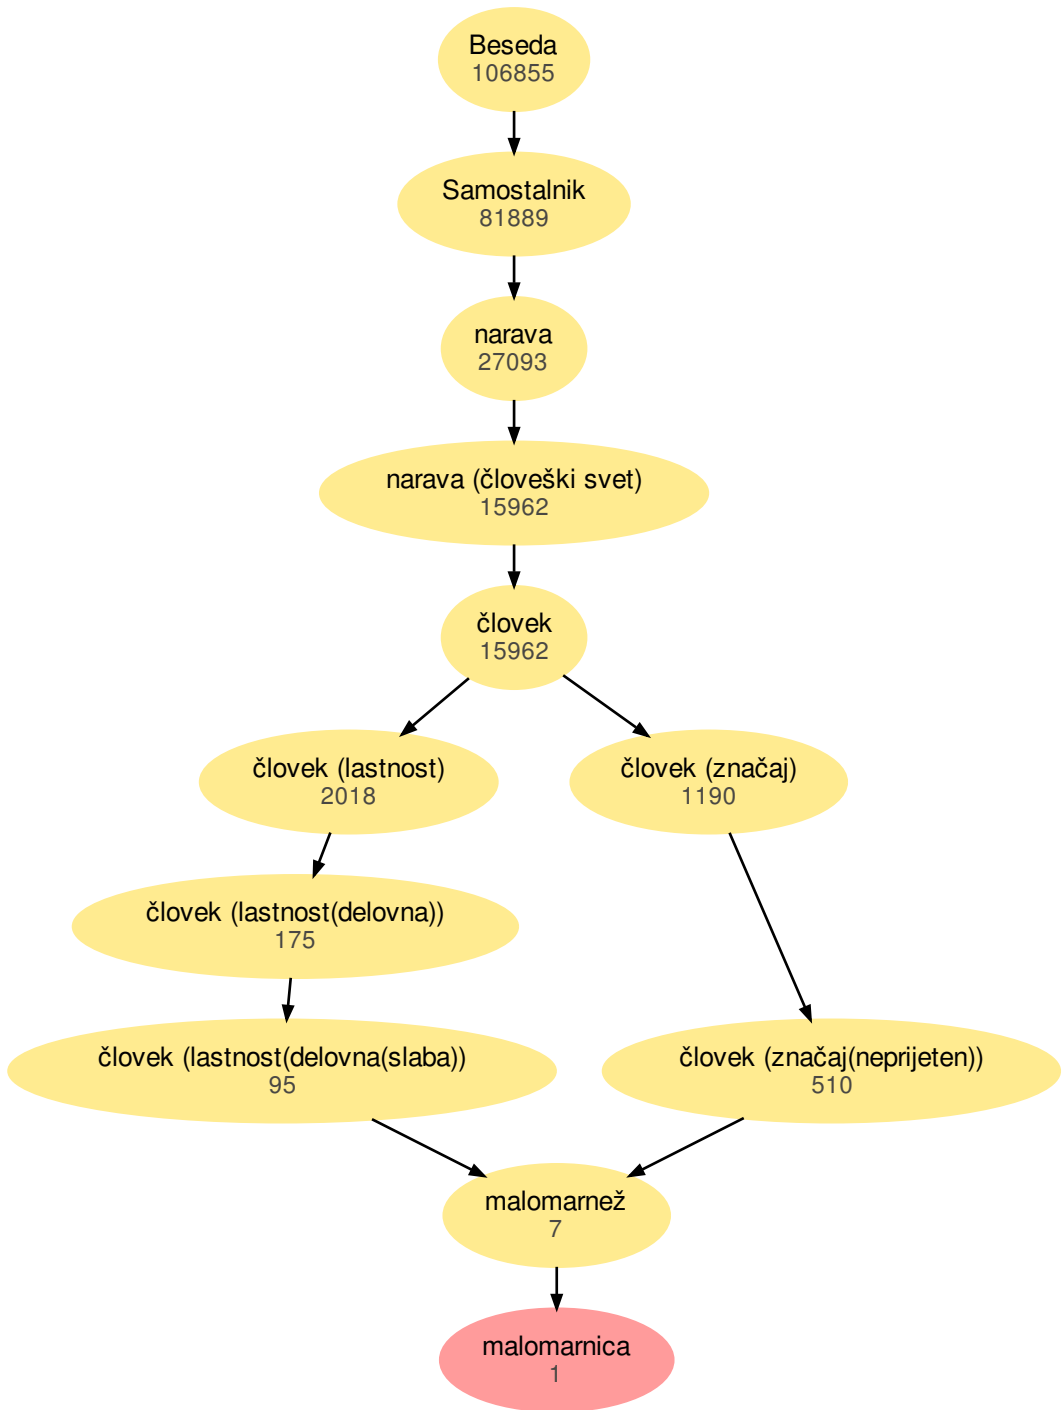 Beseda
106855
Samostalnik
81889
narava
27093
narava (človeški svet)
15962
človek
15962
človek (lastnost)
2018
človek (značaj)
1190
človek (lastnost(delovna))
175
človek (lastnost(delovna(slaba))
95
človek (značaj(neprijeten))
510
malomarnež
7
malomarnica
1